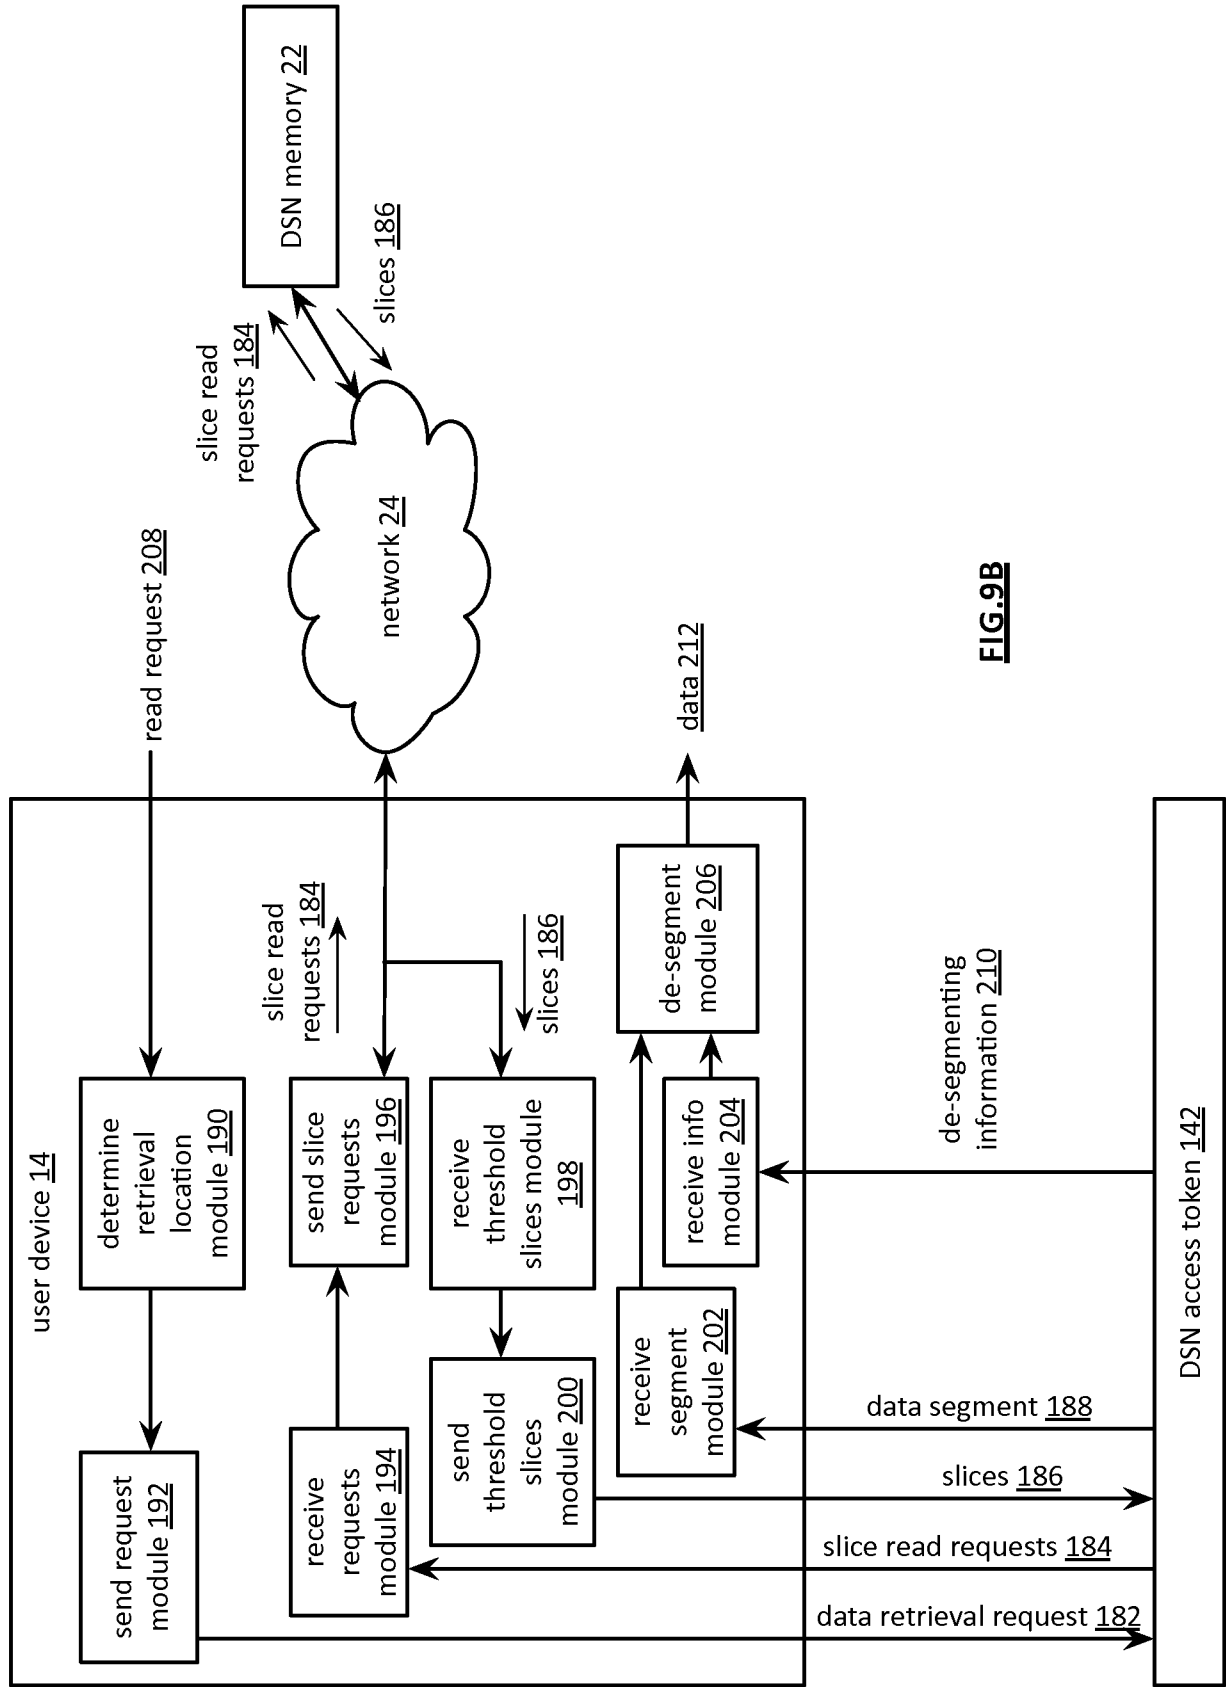 user device 14
send request
module 192
determine
retrieval
location
module 190
read request 208
receive
requests
module 194
send slice
requests
module 196
slice read
requests 184
slice read
requests 184
DSN memory 22
slices 186
network 24
send
threshold
slices
module 200
receive
threshold
slices module
198
slices 186
receive
segment
module 202
receive info
module 204
de-segment
module 206
data 212
data retrieval request 182
slice read requests 184
slices 186
data segment 188
de-segmenting
information 210
DSN access token 142
FIG.9B